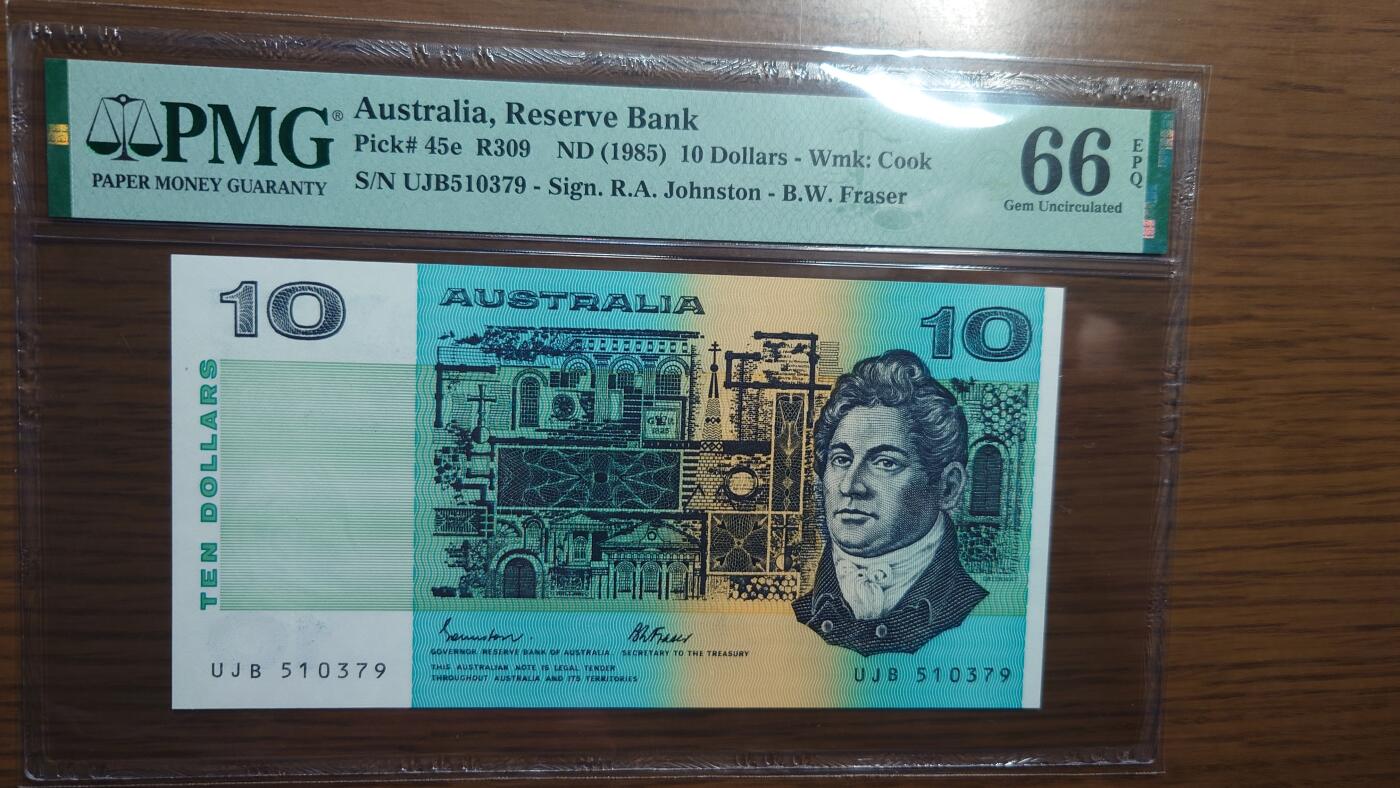 PMG®
PAPER MONEY GUARANTY
Australia, Reserve Bank
Pick# 45e R309 ND (1985) 10 Dollars - Wmk: Cook
S/N UJB510379 - Sign. R.A. Johnston - B.W. Fraser
66
EPQ
Gem Uncirculated
10
AUSTRALIA
10
TEN DOLLARS
GOVERNOR RESERVE BANK OF AUSTRALIA
SECRETARY TO THE TREASURY
THIS AUSTRALIAN NOTE IS LEGAL TENDER
THROUGHOUT AUSTRALIA AND ITS TERRITORIES
UJB 510379
UJB 510379